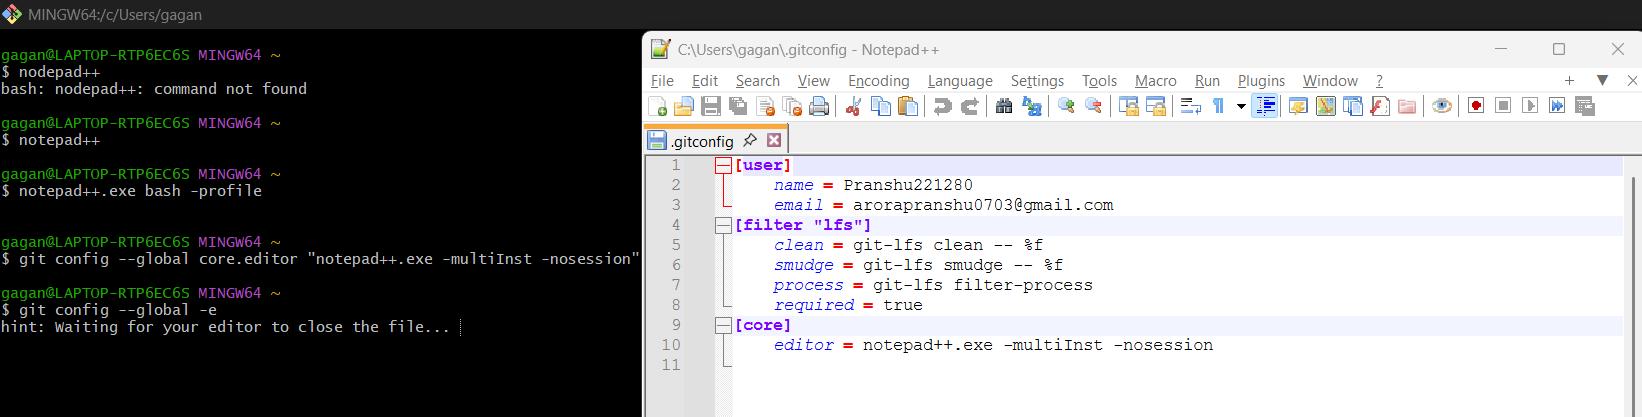 MINGW64:/c/Users/gagan
gagan@LAPTOP-RTP6EC6S MINGW64 ~
$ nodepad++
bash: nodepad++: command not found
gagan@LAPTOP-RTP6EC6S MINGW64 ~
$ notepad++
gagan@LAPTOP-RTP6EC6S MINGW64 ~
$ notepad++.exe bash -profile
gagan@LAPTOP-RTP6EC6S MINGW64 ~
$ git config --global core.editor "notepad++.exe -multiInst -nosession"
gagan@LAPTOP-RTP6EC6S MINGW64 ~
$ git config --global -e
hint: Waiting for your editor to close the file...
C:\Users\gagan\.gitconfig - Notepad++
File Edit Search View Encoding Language Settings Tools Macro Run Plugins Window ?
.gitconfig
1 [user]
2 name = Pranshu221280
3 email = arorapranshu0703@gmail.com
4 [filter "lfs"]
5 clean = git-lfs clean -- %f
6 smudge = git-lfs smudge -- %f
7 process = git-lfs filter-process
8 required = true
9 [core]
10 editor = notepad++.exe -multiInst -nosession
11